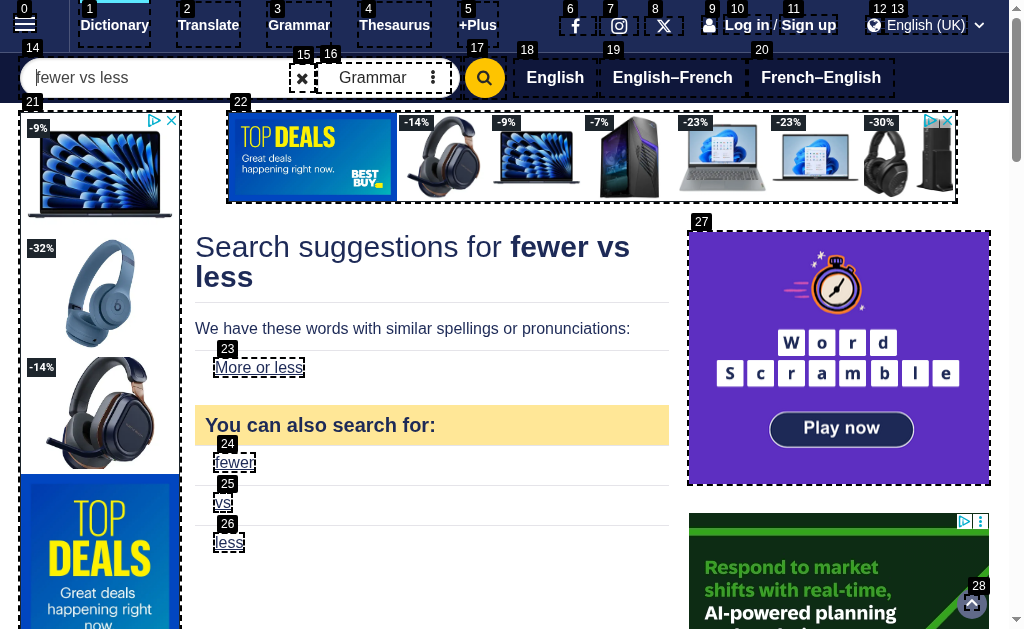 0 1 2 3 4 5 6 7 8 9 10 11 12 13
Dictionary Translate Grammar Thesaurus +Plus Log in / Sign up English (UK)
14 15 16 17 18 19 20
fewer vs less Grammar English English–French French–English
21 22
-9%
TOP DEALS
Great deals
happening right now.
BEST
BUY
-14% -9% -7% -23% -23% -30%
-32%
-14%
TOP
DEALS
Great deals
happening right
now.
Search suggestions for fewer vs
less
We have these words with similar spellings or pronunciations:
23
More or less
You can also search for:
24
fewer
25
vs
26
less
27
Word
Scramble
Play now
Respond to market
shifts with real-time,
AI-powered planning
28